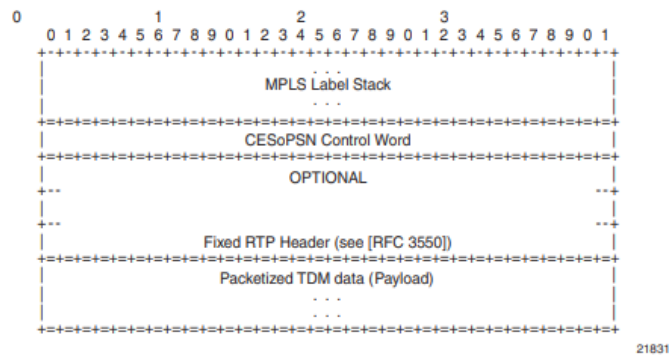 0 1 2 3
0 1 2 3 4 5 6 7 8 9 0 1 2 3 4 5 6 7 8 9 0 1 2 3 4 5 6 7 8 9 0 1
+-+-+-+-+-+-+-+-+-+-+-+-+-+-+-+-+-+-+-+-+-+-+-+-+-+-+-+-+-+-+-+-+
| . . . |
| MPLS Label Stack |
| . . . |
+=+=+=+=+=+=+=+=+=+=+=+=+=+=+=+=+=+=+=+=+=+=+=+=+=+=+=+=+=+=+=+=+
| CESoPSN Control Word |
+=+=+=+=+=+=+=+=+=+=+=+=+=+=+=+=+=+=+=+=+=+=+=+=+=+=+=+=+=+=+=+=+
| OPTIONAL |
+-- --+
| |
+-- --+
| Fixed RTP Header (see [RFC 3550]) |
+=+=+=+=+=+=+=+=+=+=+=+=+=+=+=+=+=+=+=+=+=+=+=+=+=+=+=+=+=+=+=+=+
| Packetized TDM data (Payload) |
| . . . |
| . . . |
+=+=+=+=+=+=+=+=+=+=+=+=+=+=+=+=+=+=+=+=+=+=+=+=+=+=+=+=+=+=+=+=+
21831